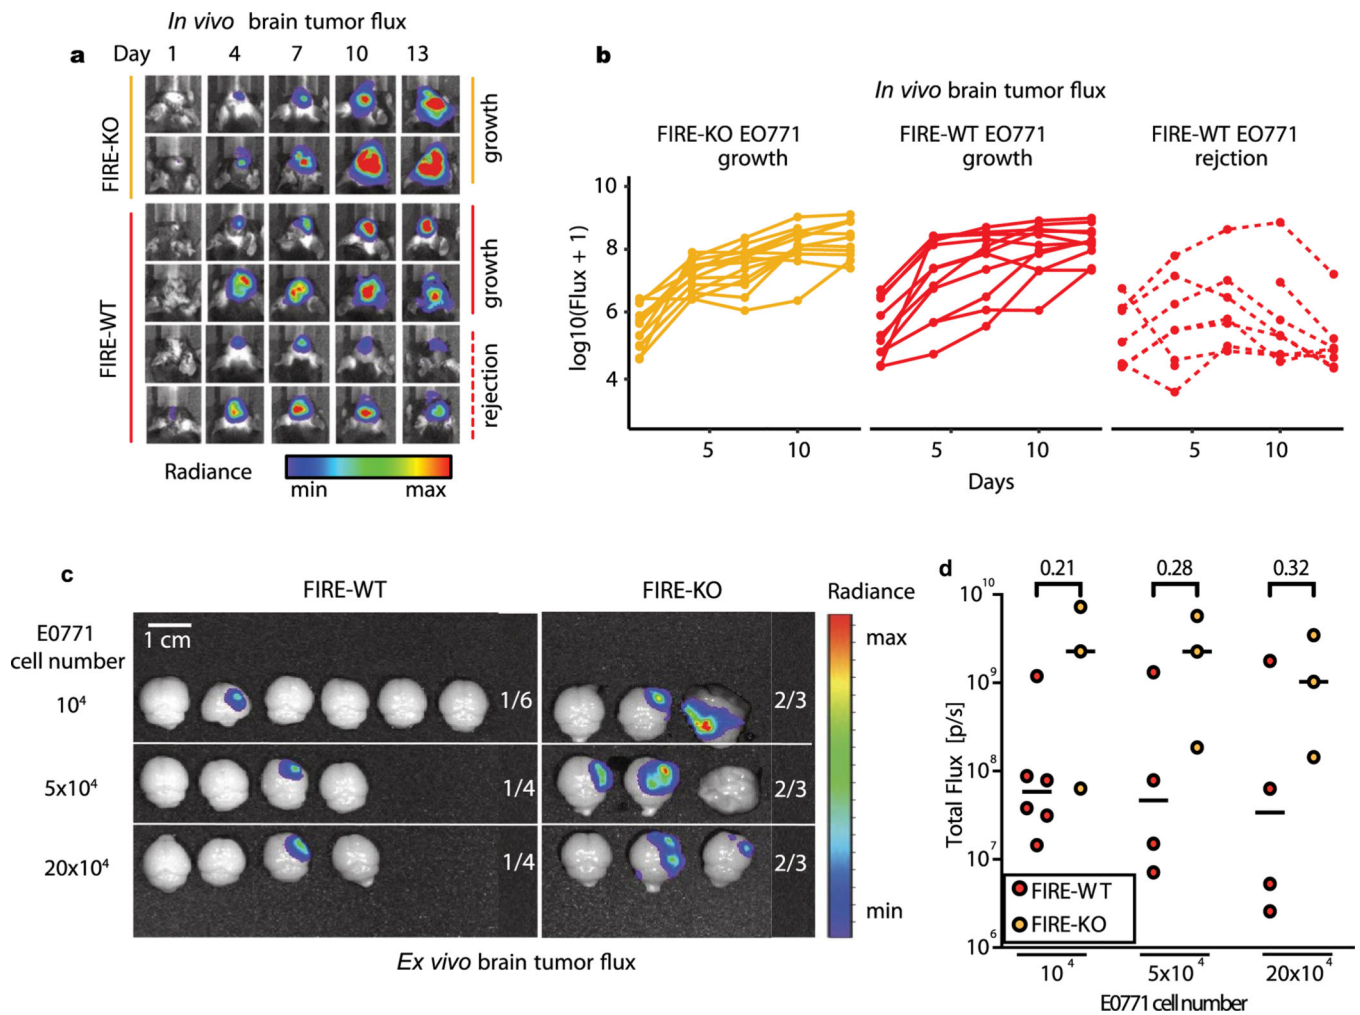 In vivo brain tumor flux
a
Day 1 4 7 10 13
FIRE-KO
growth
FIRE-WT
growth
rejection
Radiance
min max
b
In vivo brain tumor flux
FIRE-KO EO771
growth
FIRE-WT EO771
growth
FIRE-WT EO771
rejction
log10(Flux + 1)
10
8
6
4
5 10 5 10 5 10
Days
c
FIRE-WT FIRE-KO
E0771
cell number
1 cm
10⁴
1/6
2/3
5x10⁴
1/4
2/3
20x10⁴
1/4
2/3
Radiance
max
min
Ex vivo brain tumor flux
d
0.21 0.28 0.32
Total Flux [p/s]
10¹⁰
10⁹
10⁸
10⁷
10⁶
FIRE-WT
FIRE-KO
10⁴ 5x10⁴ 20x10⁴
E0771 cell number